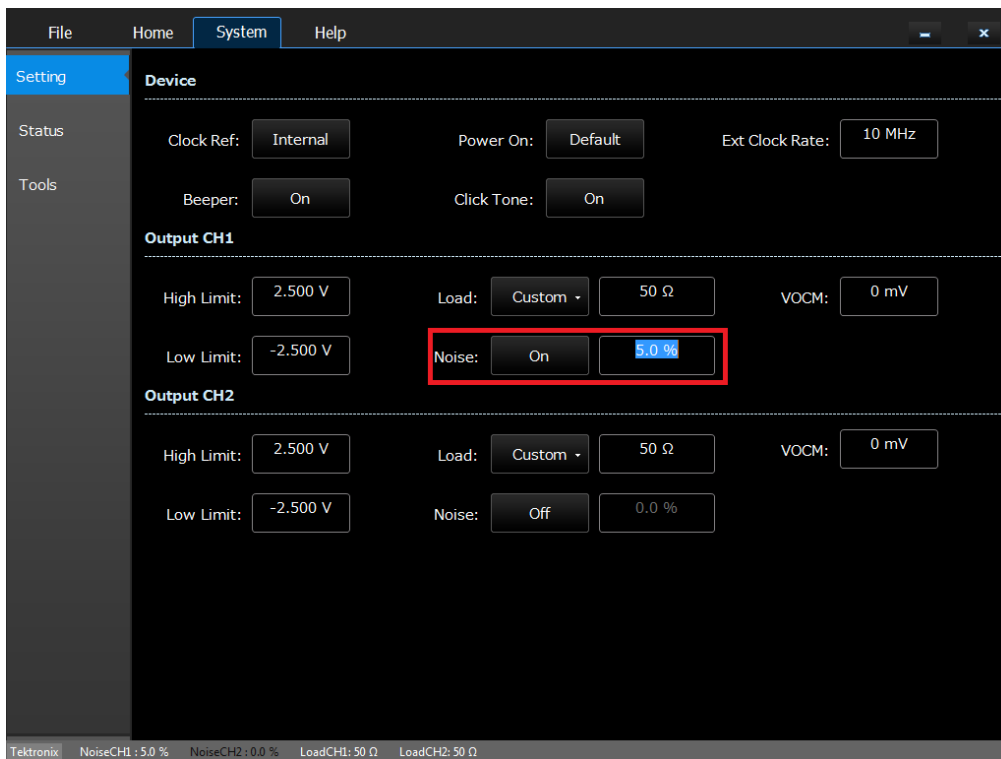 File Home System Help
Setting
Status
Tools
Device
Clock Ref: Internal Power On: Default Ext Clock Rate: 10 MHz
Beeper: On Click Tone: On
Output CH1
High Limit: 2.500 V Load: Custom 50 Ω VOCM: 0 mV
Low Limit: -2.500 V Noise: On 5.0 %
Output CH2
High Limit: 2.500 V Load: Custom 50 Ω VOCM: 0 mV
Low Limit: -2.500 V Noise: Off 0.0 %
Tektronix NoiseCH1 : 5.0 % NoiseCH2 : 0.0 % LoadCH1: 50 Ω LoadCH2: 50 Ω